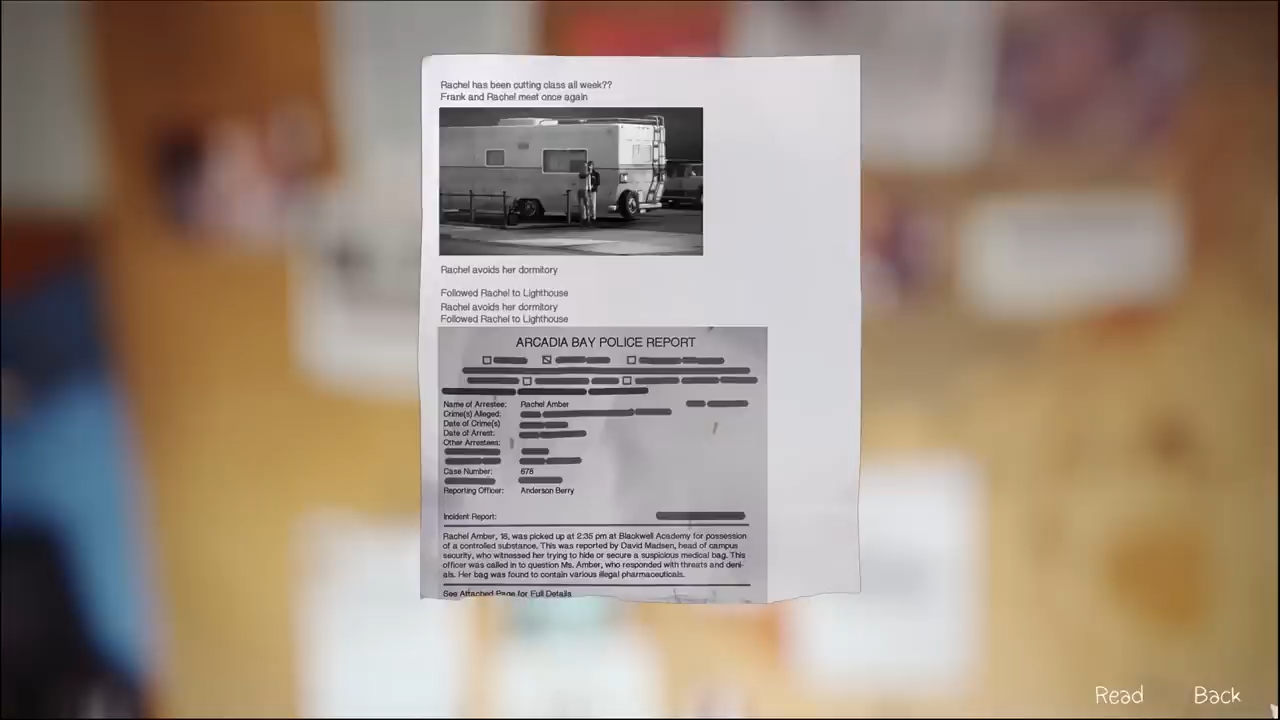 Rachel has been cutting class all week??
Frank and Rachel meet once again
Rachel avoids her dormitory
Followed Rachel to Lighthouse
Rachel avoids her dormitory
Followed Rachel to Lighthouse
ARCADIA BAY POLICE REPORT
Name of Arrestee: Rachel Amber
Crime(s) Alleged:
Date of Crime(s)
Date of Arrest:
Other Arrestees:
Case Number: 678
Reporting Officer: Anderson Berry
Incident Report:
Rachel Amber, 18, was picked up at 2:35 pm at Blackwell Academy for possession
of a controlled substance. This was reported by David Madsen, head of campus
security, who witnessed her trying to hide or secure a suspicious medical bag. This
officer was called in to question Ms. Amber, who responded with threats and deni-
als. Her bag was found to contain various illegal pharmaceuticals.
See Attached Page for Full Details
Read Back